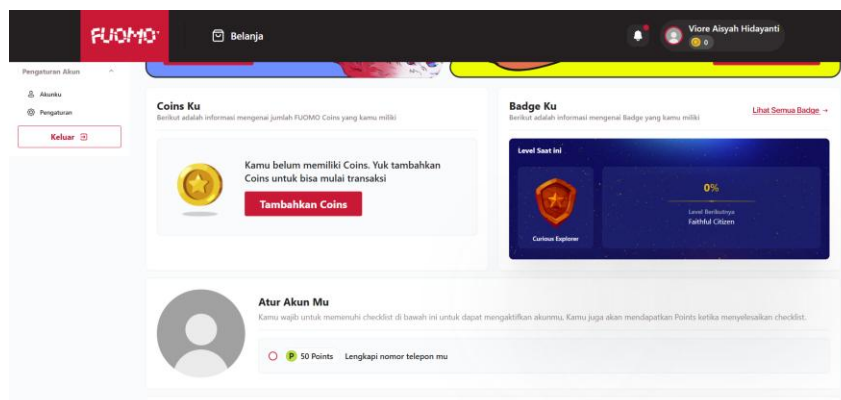 FUOMO
Belanja
Viore Aisyah Hidayanti
0
Pengaturan Akun
Akunku
Pengaturan
Keluar
Coins Ku
Berikut adalah informasi mengenai jumlah FUOMO Coins yang kamu miliki
Kamu belum memiliki Coins. Yuk tambahkan
Coins untuk bisa mulai transaksi
Tambahkan Coins
Badge Ku
Berikut adalah informasi mengenai Badge yang kamu miliki
Lihat Semua Badge →
Level Saat ini
Curious Explorer
0%
Level Berikutnya
Faithful Citizen
Atur Akun Mu
Kamu wajib untuk memenuhi checklist di bawah ini untuk dapat mengaktifkan akunmu, Kamu juga akan mendapatkan Points ketika menyelesaikan checklist.
P 50 Points Lengkapi nomor telepon mu